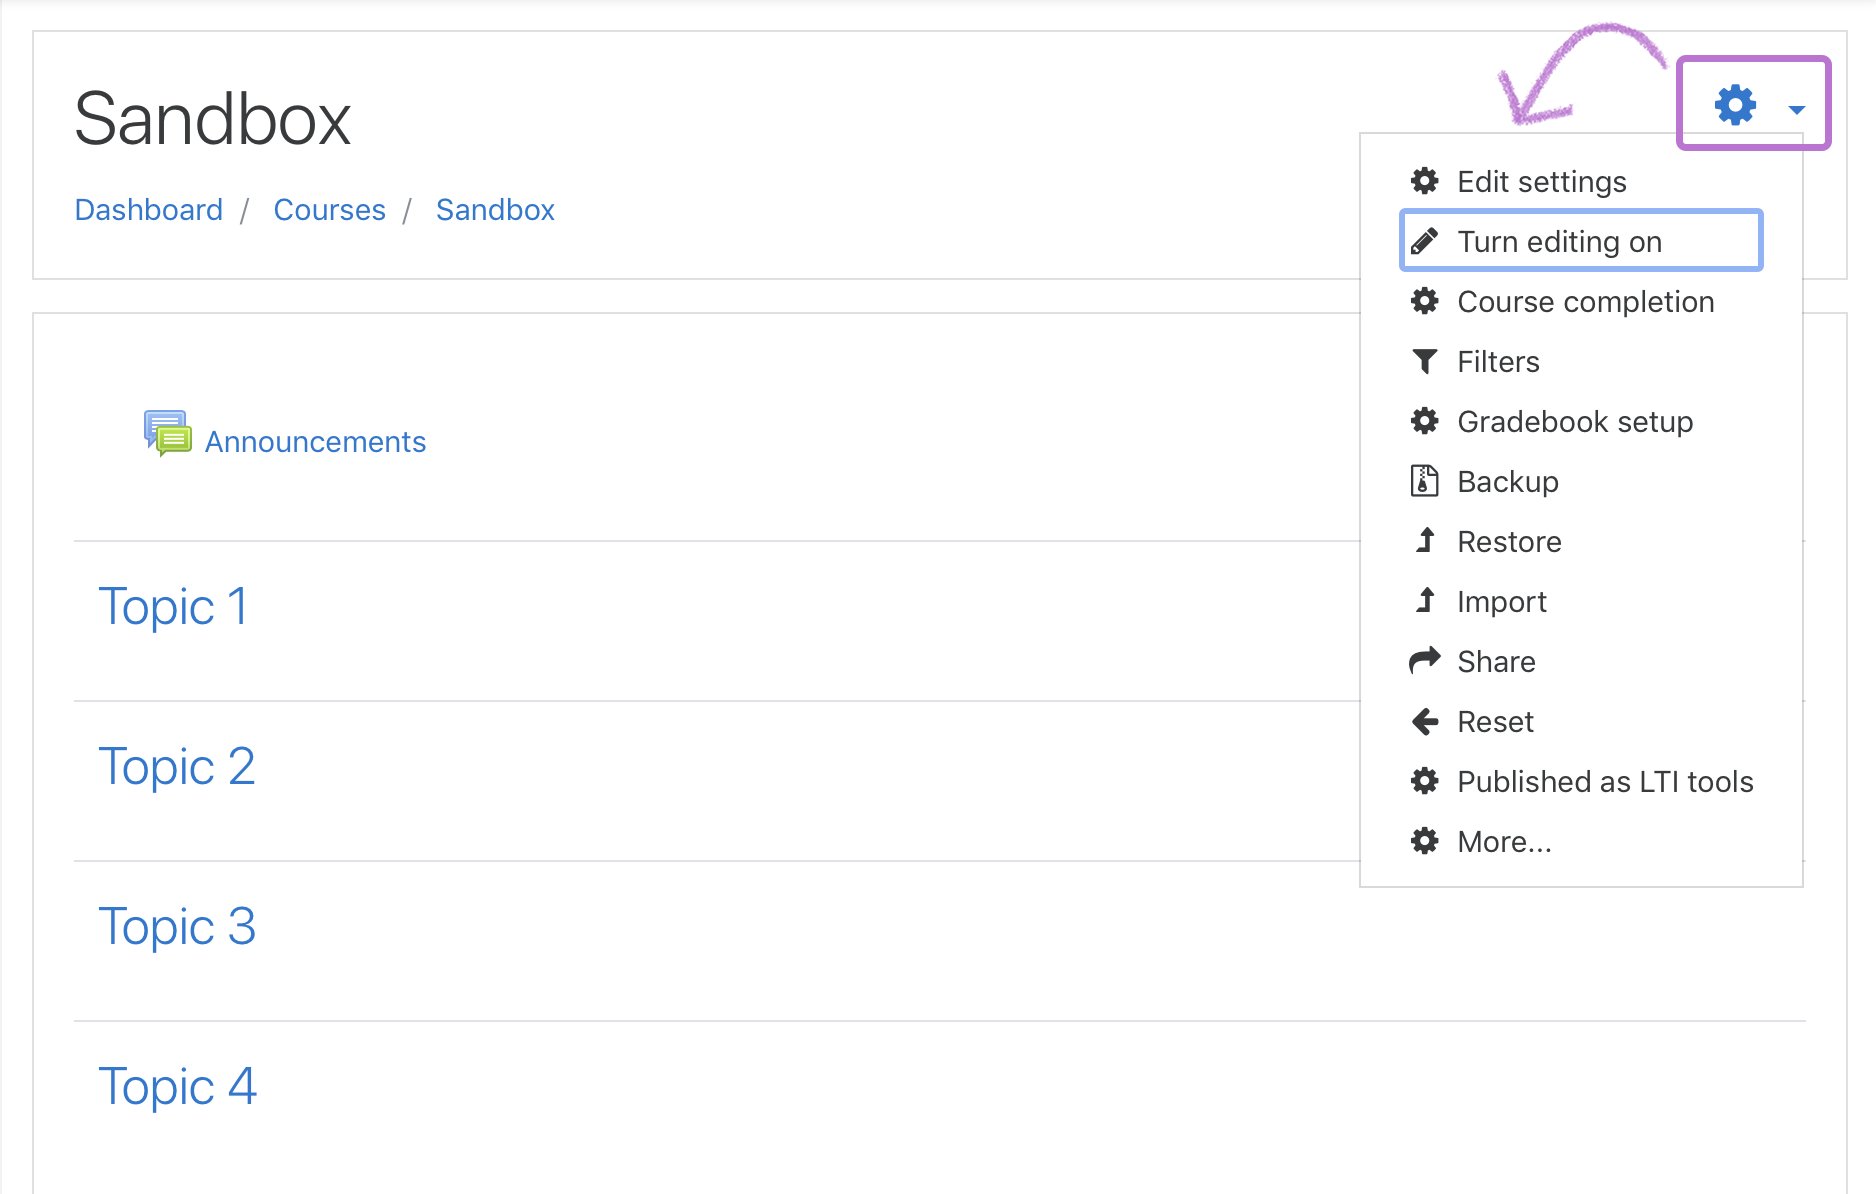 Sandbox
Dashboard / Courses / Sandbox
Edit settings
Turn editing on
Course completion
Filters
Gradebook setup
Backup
Restore
Import
Share
Reset
Published as LTI tools
More...
Announcements
Topic 1
Topic 2
Topic 3
Topic 4